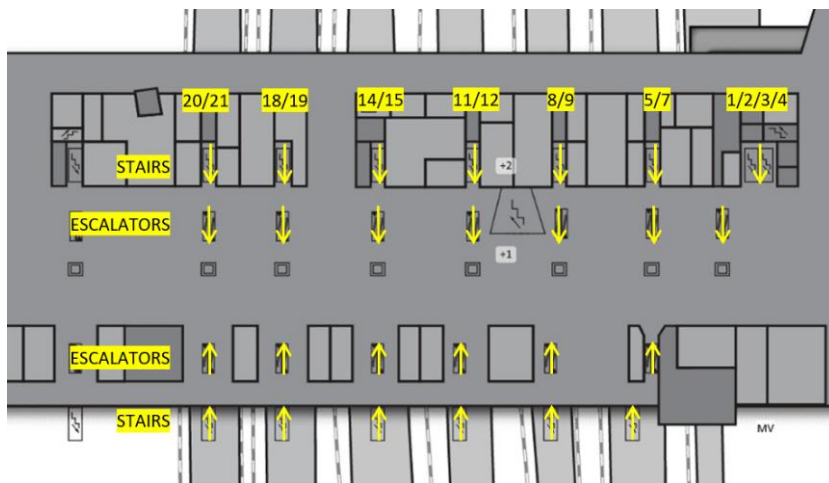 20/21 18/19 14/15 11/12 8/9 5/7 1/2/3/4
STAIRS
+2
ESCALATORS
+1
ESCALATORS
STAIRS
MV